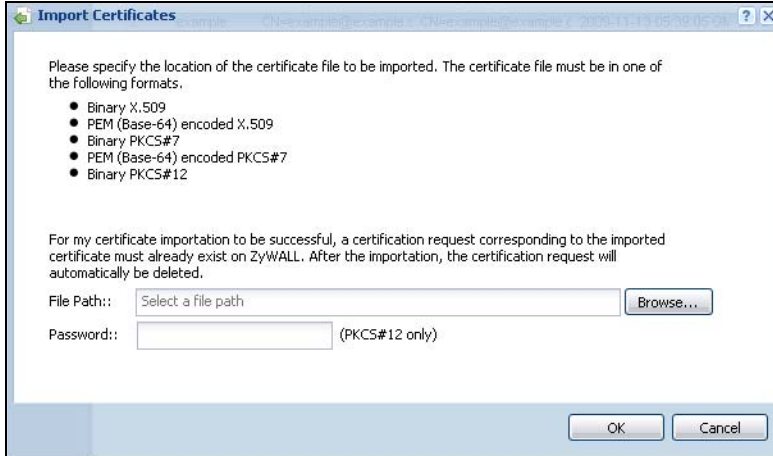 Import Certificates
Please specify the location of the certificate file to be imported. The certificate file must be in one of
the following formats.
• Binary X.509
• PEM (Base-64) encoded X.509
• Binary PKCS#7
• PEM (Base-64) encoded PKCS#7
• Binary PKCS#12
For my certificate importation to be successful, a certification request corresponding to the imported
certificate must already exist on ZyWALL. After the importation, the certification request will
automatically be deleted.
File Path:: Select a file path Browse...
Password:: (PKCS#12 only)
OK Cancel